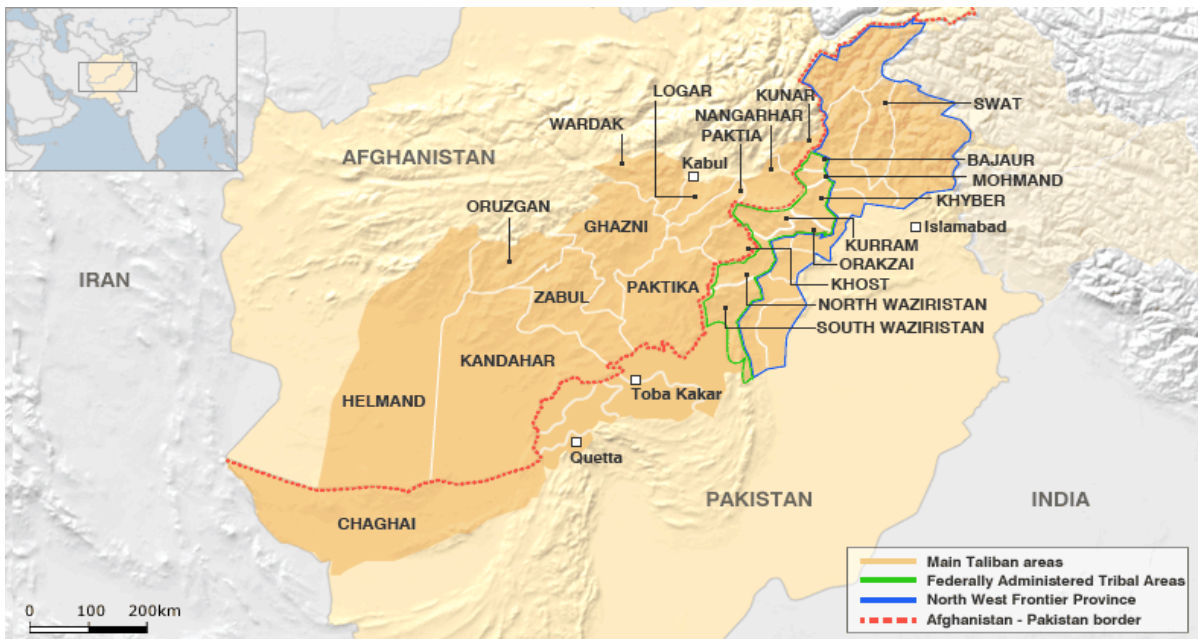 LOGAR
KUNAR
NANGARHAR
PAKTIA
WARDAK
SWAT
AFGHANISTAN
Kabul
BAJAUR
MOHMAND
KHYBER
ORUZGAN
GHAZNI
Islamabad
KURRAM
ORAKZAI
IRAN
ZABUL
PAKTIKA
KHOST
NORTH WAZIRISTAN
SOUTH WAZIRISTAN
KANDAHAR
HELMAND
Toba Kakar
Quetta
PAKISTAN
INDIA
CHAGHAI
Main Taliban areas
Federally Administered Tribal Areas
North West Frontier Province
Afghanistan - Pakistan border
0 100 200km